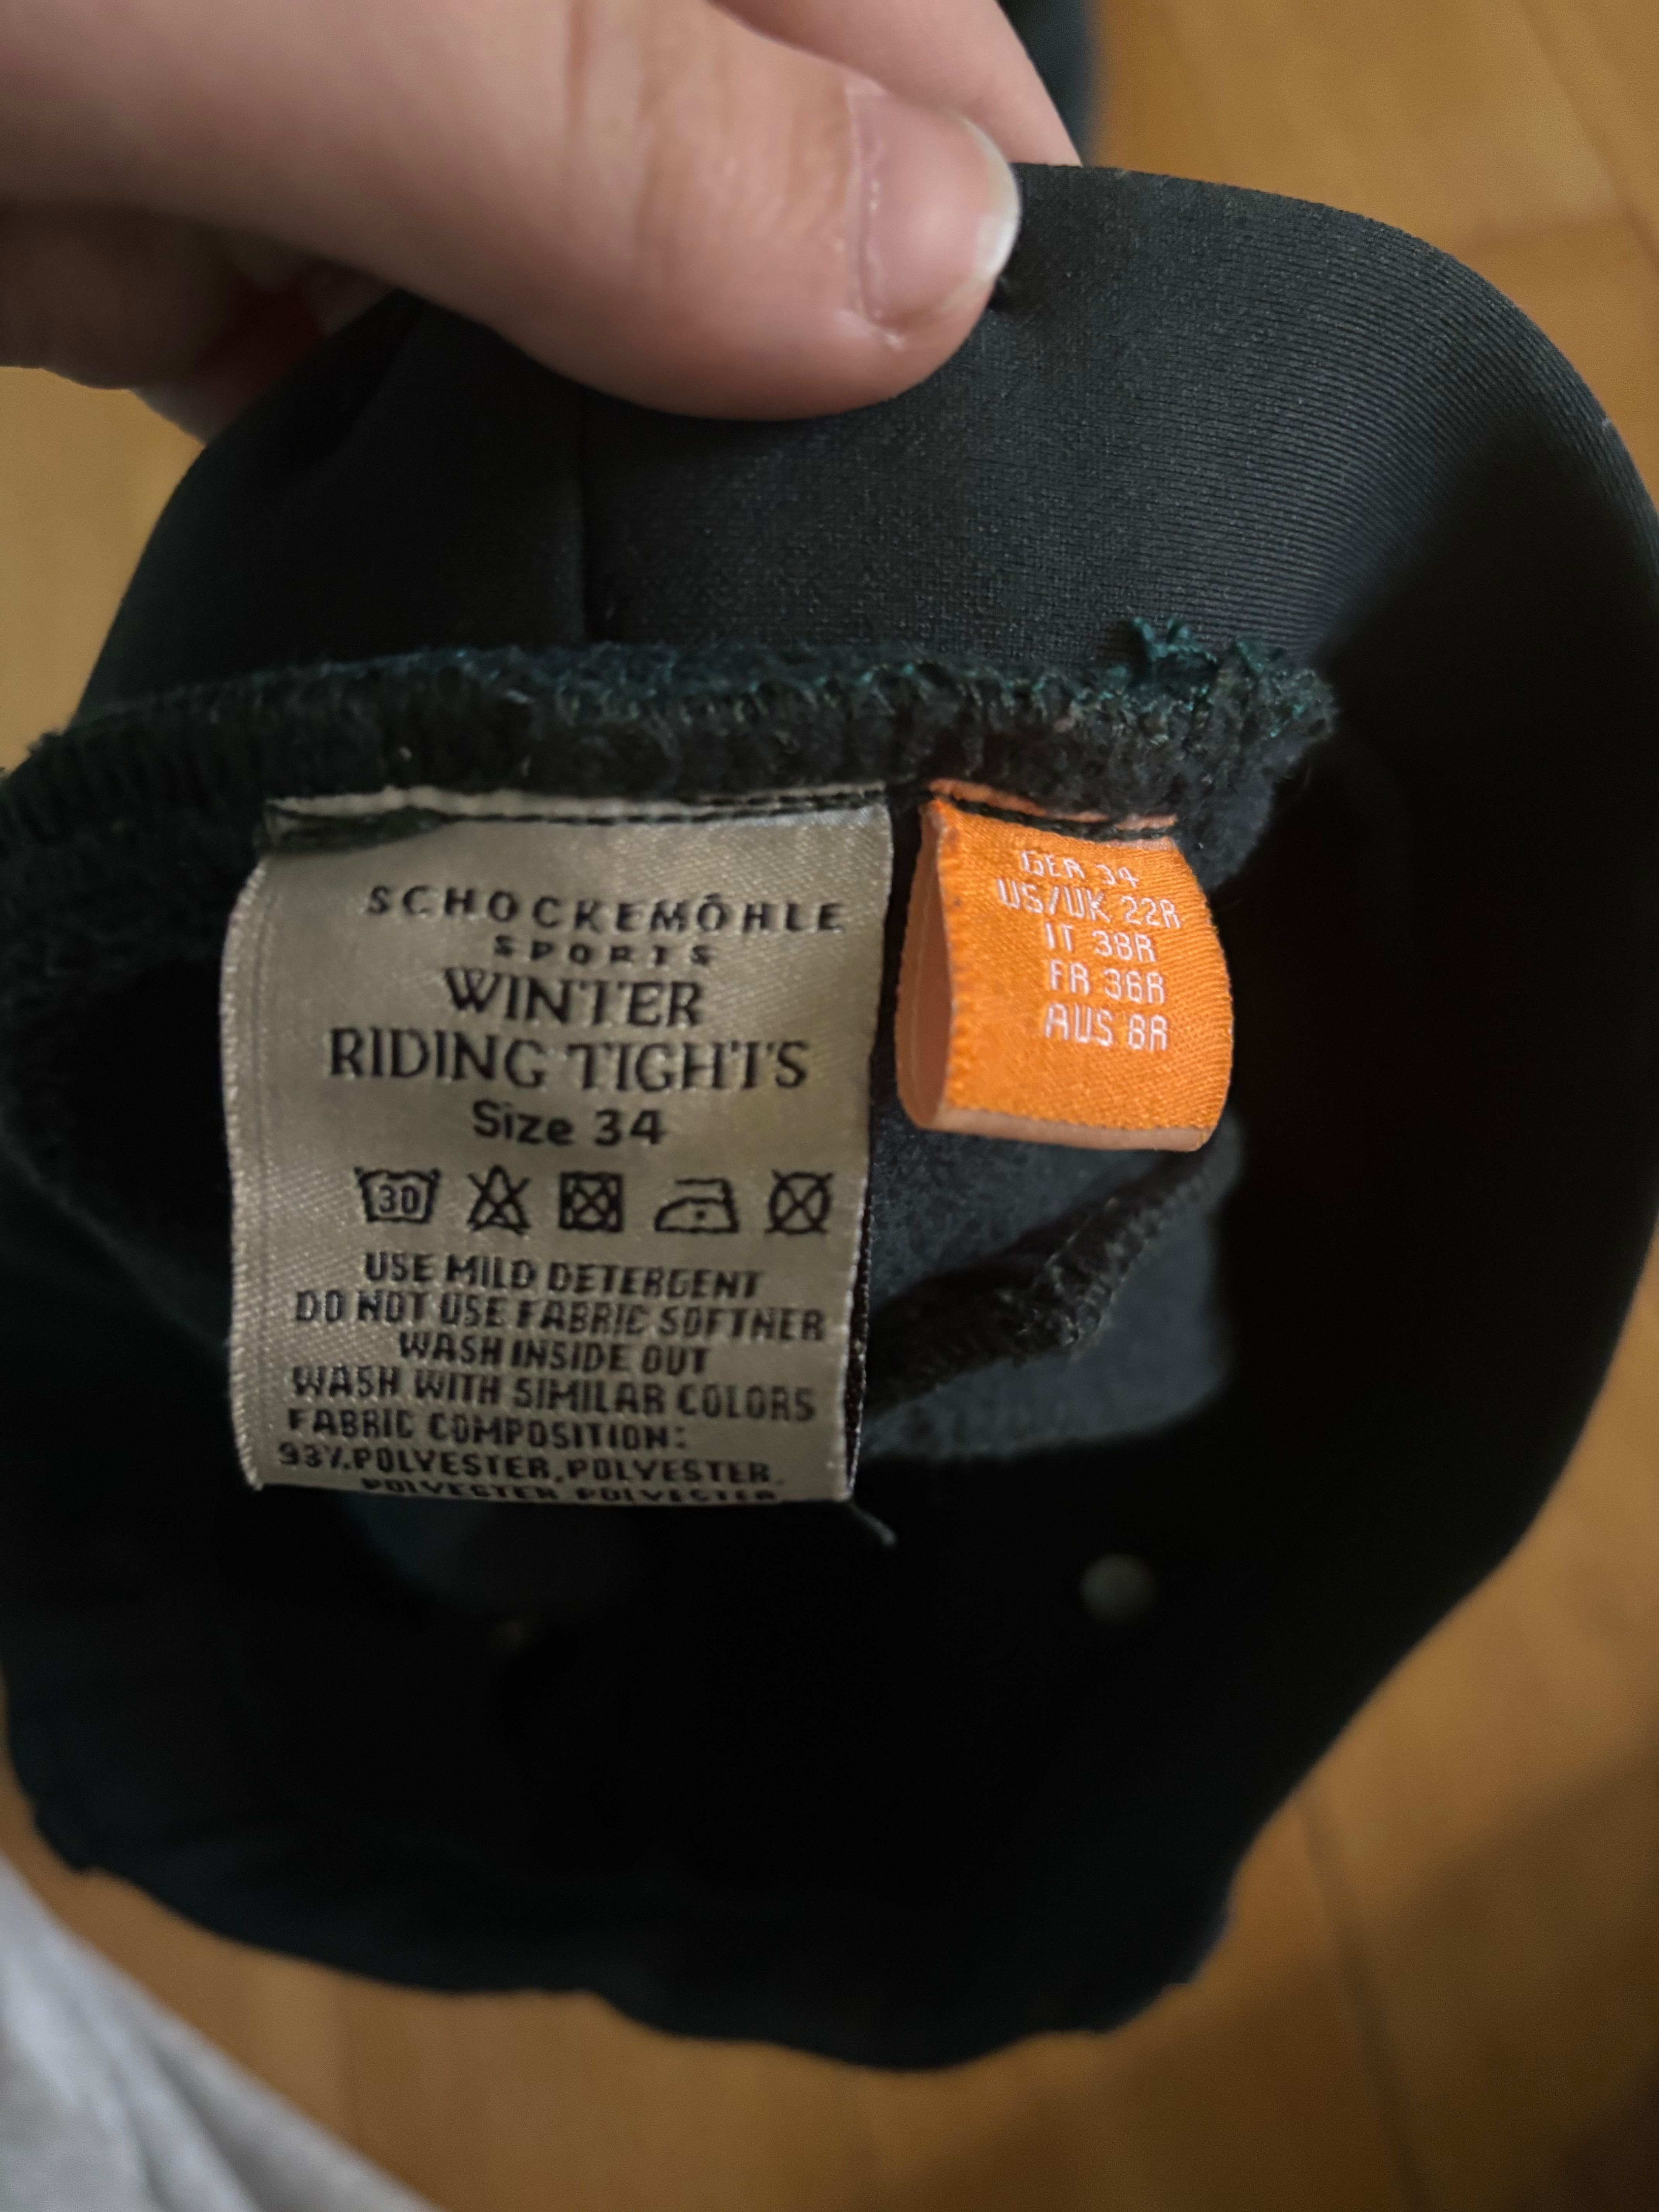 SCHOCKEMÖHLE
SPORTS
WINTER
RIDING TIGHTS
Size 34
30
USE MILD DETERGENT
DO NOT USE FABRIC SOFTNER
WASH INSIDE OUT
WASH WITH SIMILAR COLORS
FABRIC COMPOSITION:
93%POLYESTER,POLYESTER.
POLYESTER POLYESTER
GER 34
US/UK 22R
IT 38R
FR 36R
AUS 8R